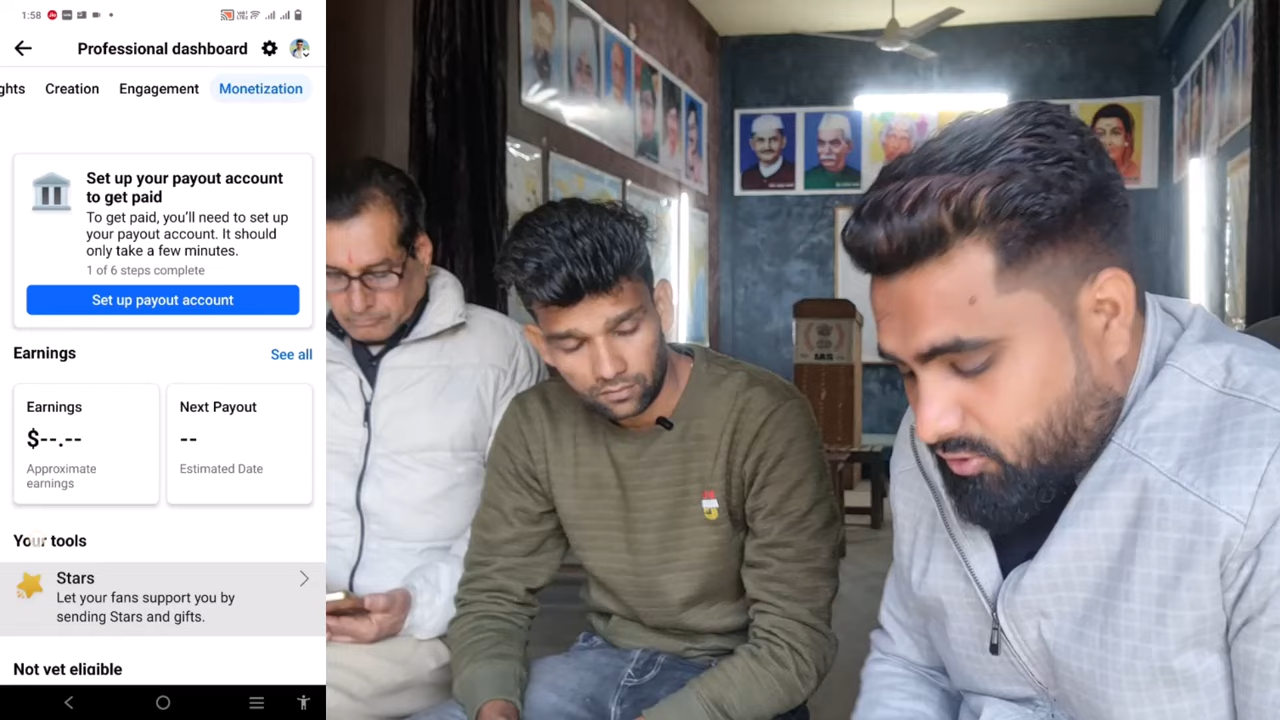 1:58
Professional dashboard
ghts Creation Engagement Monetization
Set up your payout account
to get paid
To get paid, you'll need to set up
your payout account. It should
only take a few minutes.
1 of 6 steps complete
Set up payout account
Earnings See all
Earnings
$--.--
Approximate
earnings
Next Payout
--
Estimated Date
Your tools
Stars
Let your fans support you by
sending Stars and gifts.
Not yet eligible
IAS